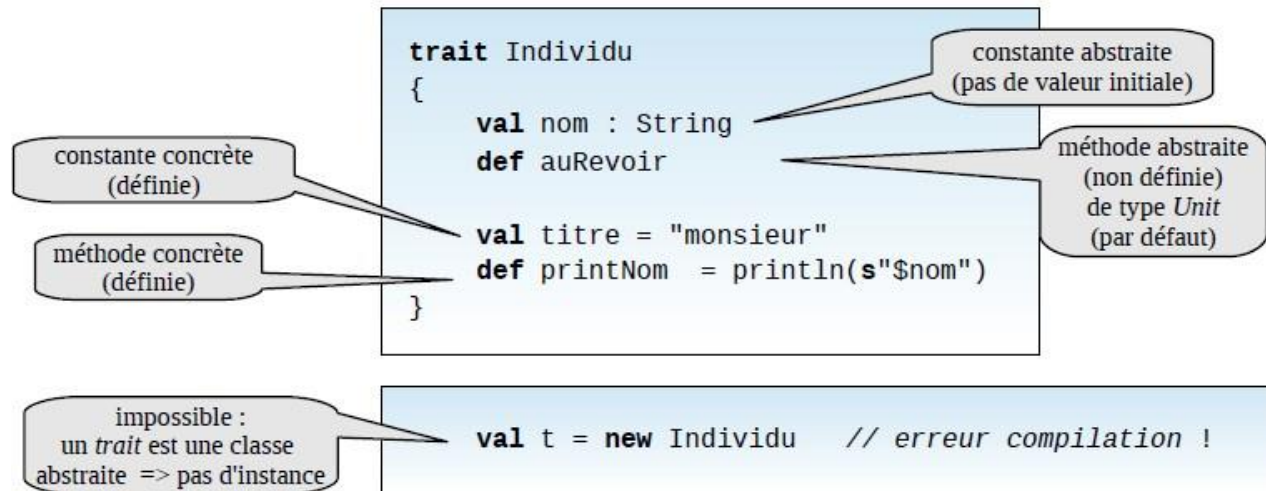 trait Individu
{
val nom : String
def auRevoir
val titre = "monsieur"
def printNom = println(s"$nom")
}
constante abstraite
(pas de valeur initiale)
méthode abstraite
(non définie)
de type Unit
(par défaut)
constante concrète
(définie)
méthode concrète
(définie)
impossible :
un trait est une classe
abstraite => pas d'instance
val t = new Individu // erreur compilation !